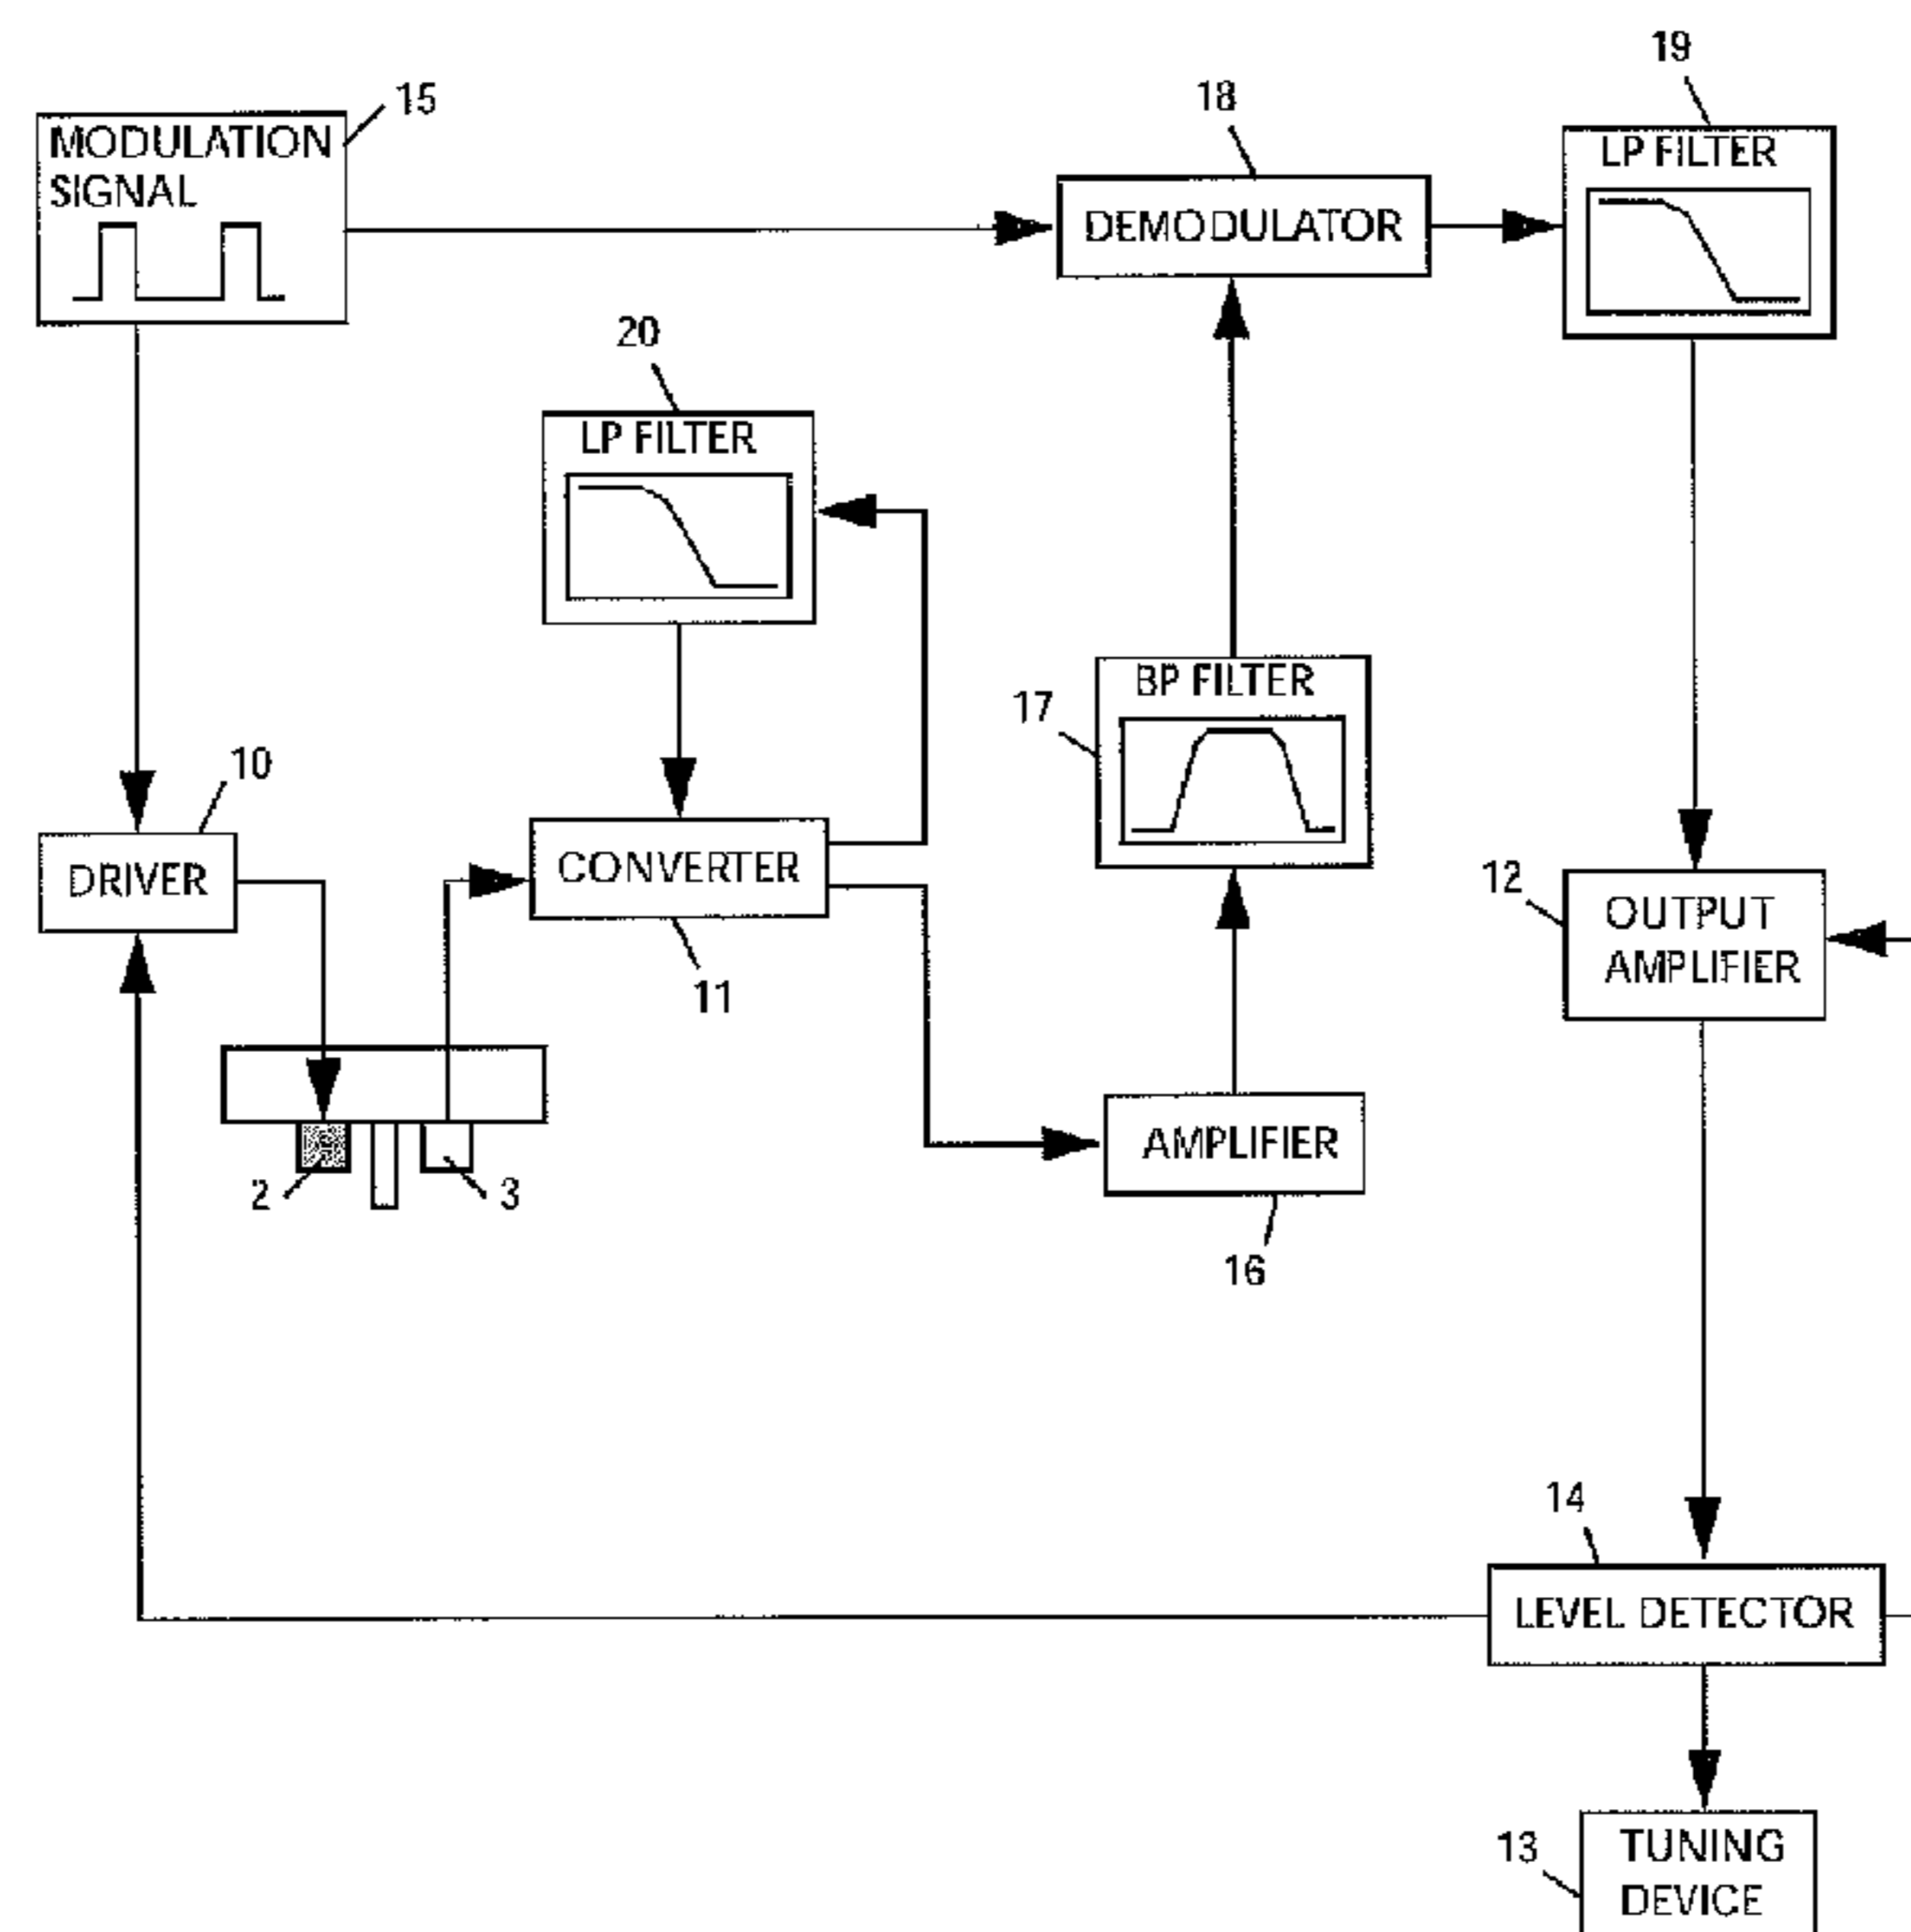 19
15
18
MODULATION
SIGNAL
LP FILTER
DEMODULATOR
20
LP FILTER
BP FILTER
17
10
DRIVER
CONVERTER
12
OUTPUT
AMPLIFIER
11
AMPLIFIER
2
3
16
14
LEVEL DETECTOR
13
TUNING
DEVICE